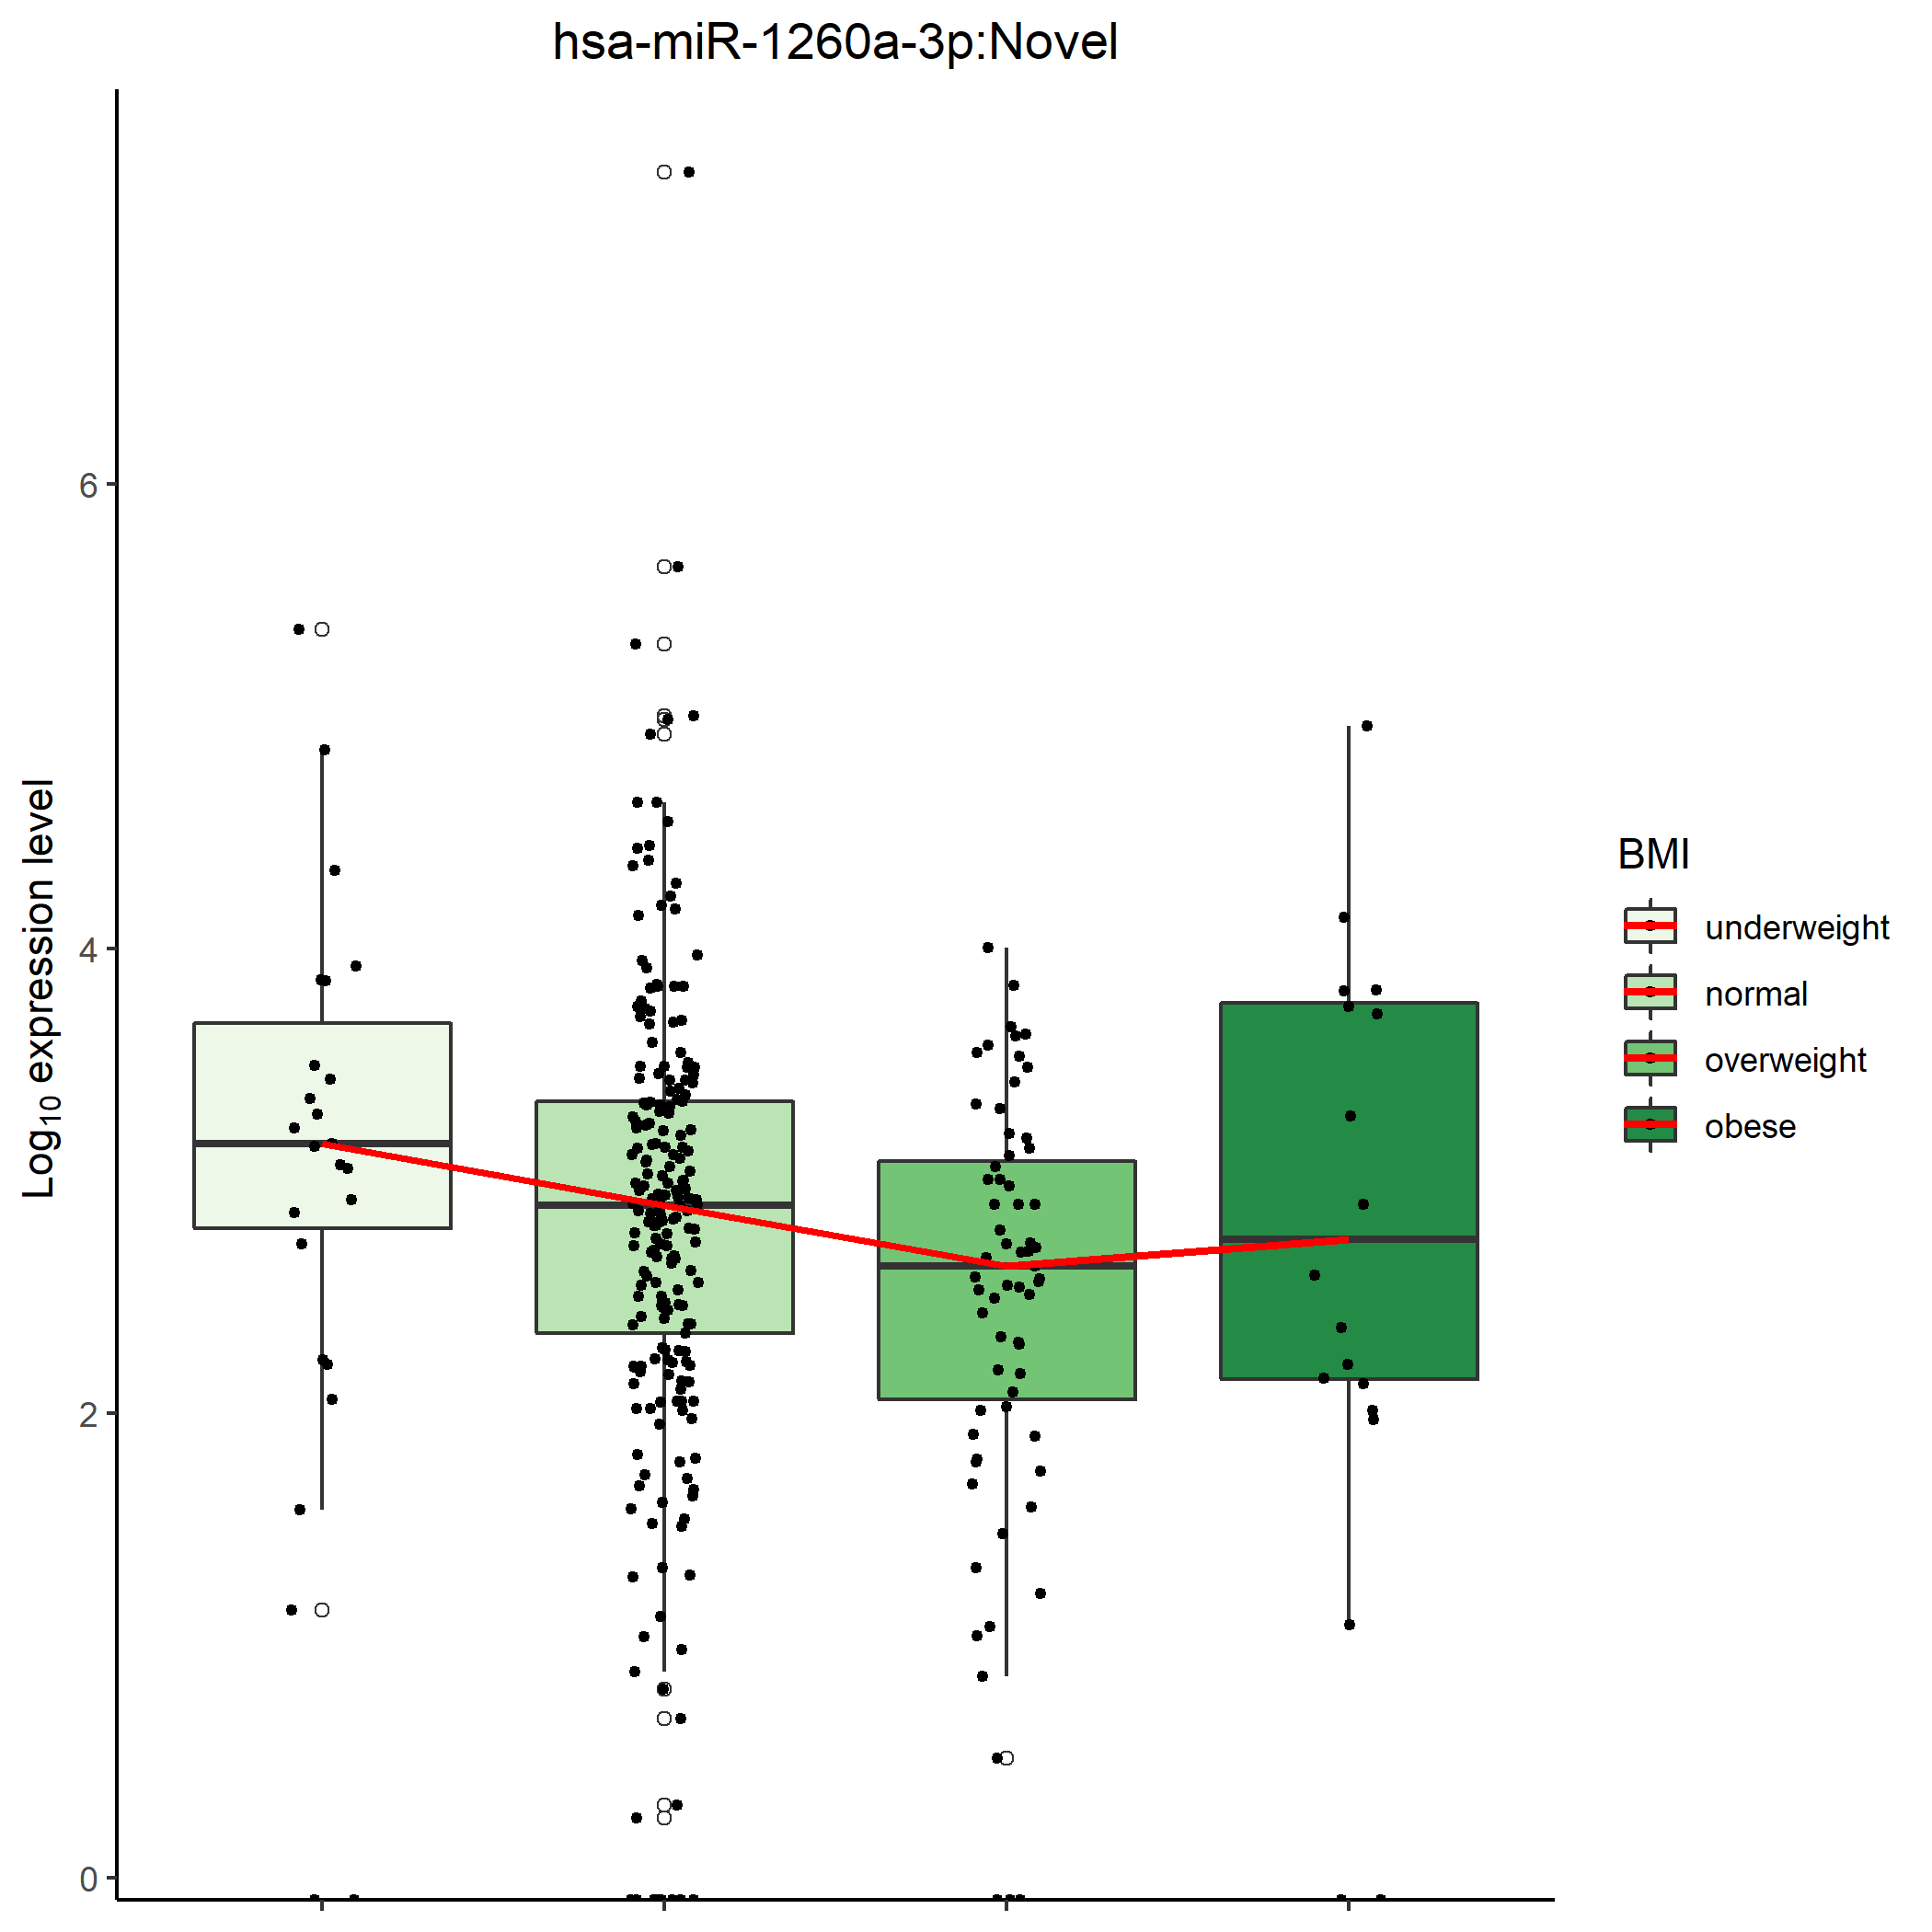 hsa-miR-1260a-3p:Novel
Log10 expression level
6
4
2
0
BMI
underweight
normal
overweight
obese